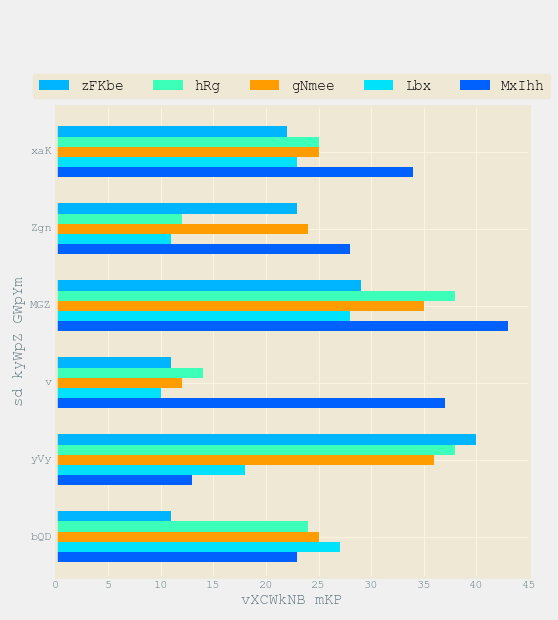 zFKbe hRg gNmee Lbx MxIhh
xaK
Zgn
MGZ
v
yVy
bQD
0 5 10 15 20 25 30 35 40 45
vXCWkNB mKP
sd kyWpZ GWpYm